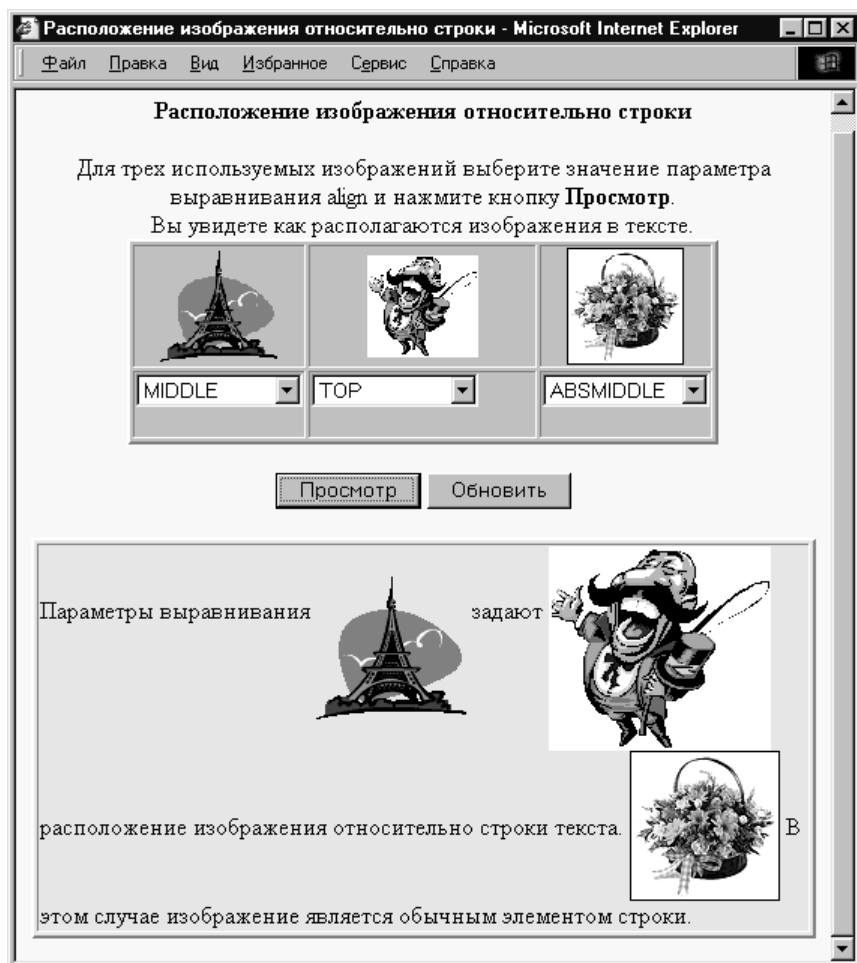 Расположение изображения относительно строки - Microsoft Internet Explorer
Файл Правка Вид Избранное Сервис Справка
Расположение изображения относительно строки
Для трех используемых изображений выберите значение параметра
выравнивания align и нажмите кнопку Просмотр.
Вы увидете как располагаются изображения в тексте.
MIDDLE TOP ABSMIDDLE
Просмотр Обновить
Параметры выравнивания задают
расположение изображения относительно строки текста. В
этом случае изображение является обычным элементом строки.